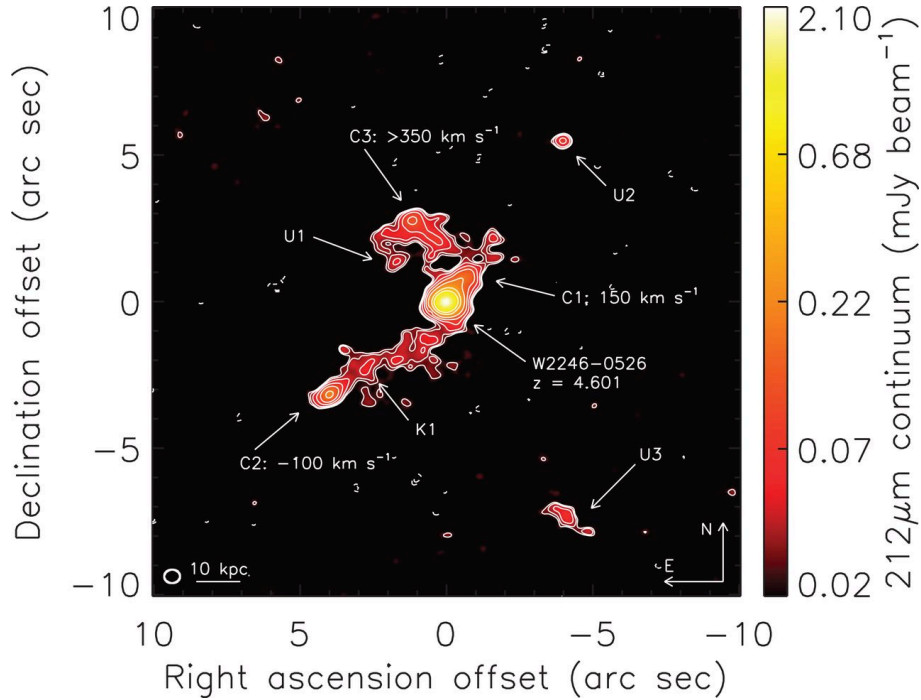 10
5
0
−5
−10
Declination offset (arc sec)
C3: >350 km s⁻¹
U1
U2
C1; 150 km s⁻¹
W2246−0526
z = 4.601
K1
C2: −100 km s⁻¹
U3
N
E
10 kpc
10
5
0
−5
−10
Right ascension offset (arc sec)
2.10
0.68
0.22
0.07
0.02
212μm continuum (mJy beam⁻¹)